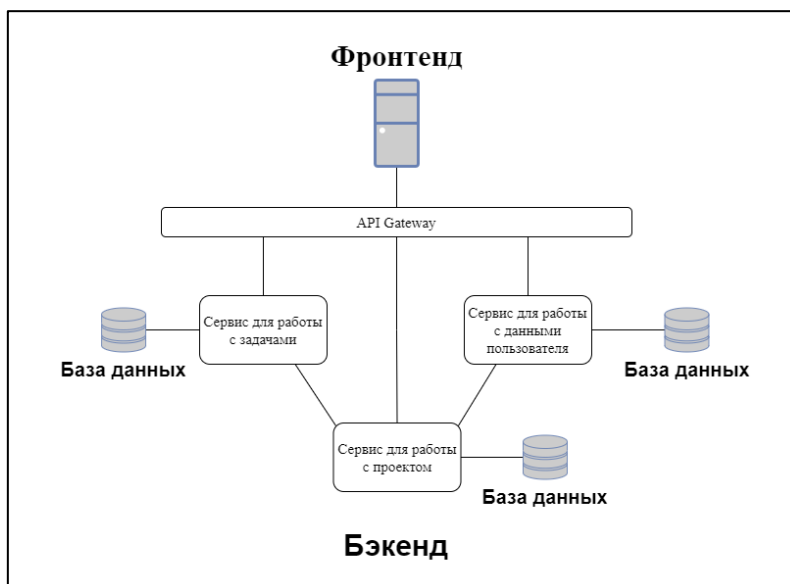 Фронтенд
API Gateway
Сервис для работы
с задачами
Сервис для работы
с данными
пользователя
База данных
База данных
Сервис для работы
с проектом
База данных
Бэкенд